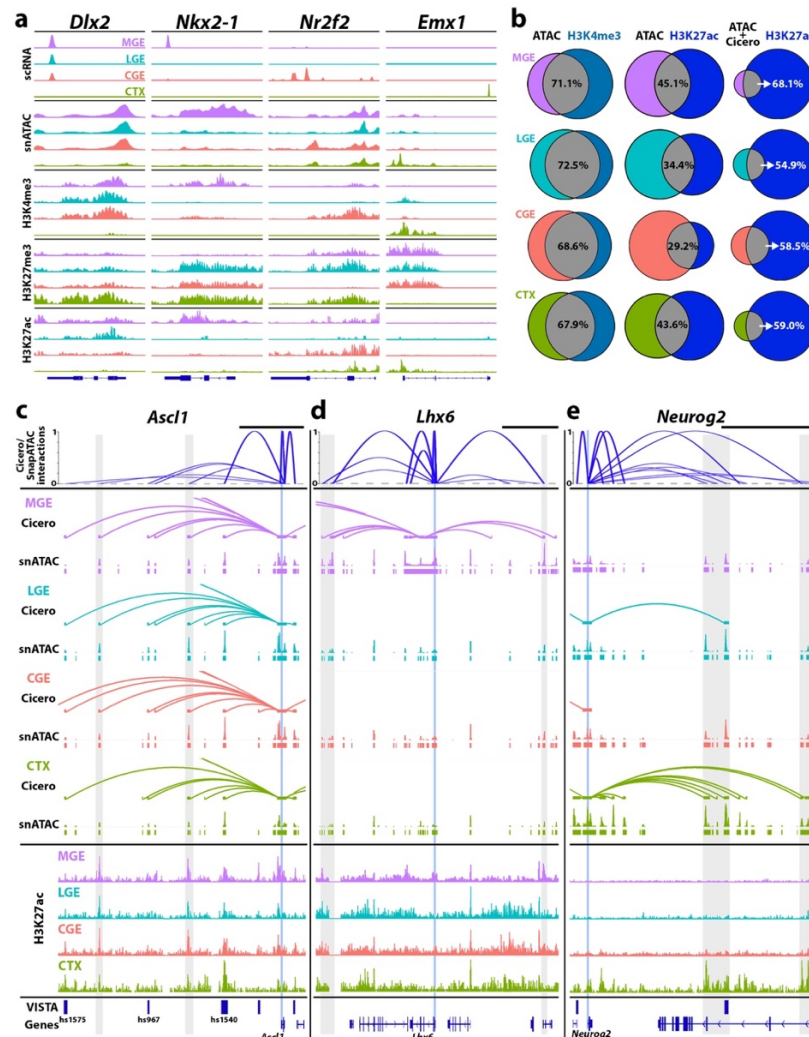 a
Dlx2 Nkx2-1 Nr2f2 Emx1
scRNA
MGE
LGE
CGE
CTX
snATAC
H3K4me3
H3K27me3
H3K27ac
b
ATAC H3K4me3 ATAC H3K27ac ATAC + Cicero H3K27a
MGE
71.1% 45.1% 68.1%
LGE
72.5% 34.4% 54.9%
CGE
68.6% 29.2% 58.5%
CTX
67.9% 43.6% 59.0%
c Ascl1 d Lhx6 e Neurog2
Cicero/
SnapATAC
interactions
1
0
1
0
1
0
MGE
Cicero
snATAC
LGE
Cicero
snATAC
CGE
Cicero
snATAC
CTX
Cicero
snATAC
H3K27ac
MGE
LGE
CGE
CTX
VISTA
hs1575 hs967 hs1540
Genes
Ascl1 Lhx6 Neurog2